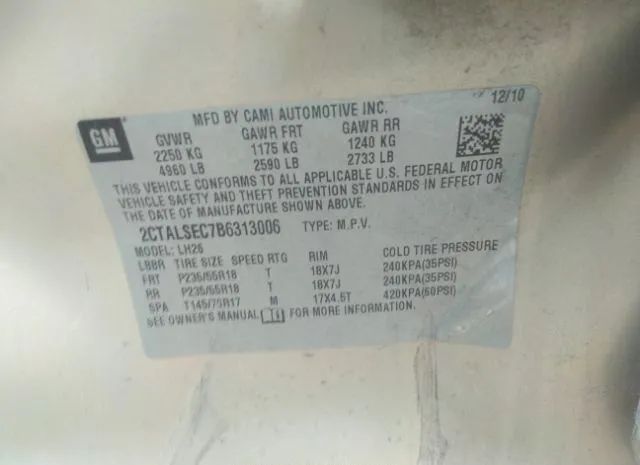 12/10
MFD BY CAMI AUTOMOTIVE INC.
GM
GVWR GAWR FRT GAWR RR
2250 KG 1175 KG 1240 KG
4960 LB 2590 LB 2733 LB
THIS VEHICLE CONFORMS TO ALL APPLICABLE U.S. FEDERAL MOTOR
VEHICLE SAFETY AND THEFT PREVENTION STANDARDS IN EFFECT ON
THE DATE OF MANUFACTURE SHOWN ABOVE.
2CTALSEC7B6313006 TYPE: M.P.V.
MODEL: LH26
LBBR TIRE SIZE SPEED RTG RIM COLD TIRE PRESSURE
FRT P235/55R18 T 18X7J 240KPA(35PSI)
RR P235/55R18 T 18X7J 240KPA(35PSI)
SPA T145/70R17 M 17X4.5T 420KPA(60PSI)
SEE OWNER'S MANUAL FOR MORE INFORMATION.